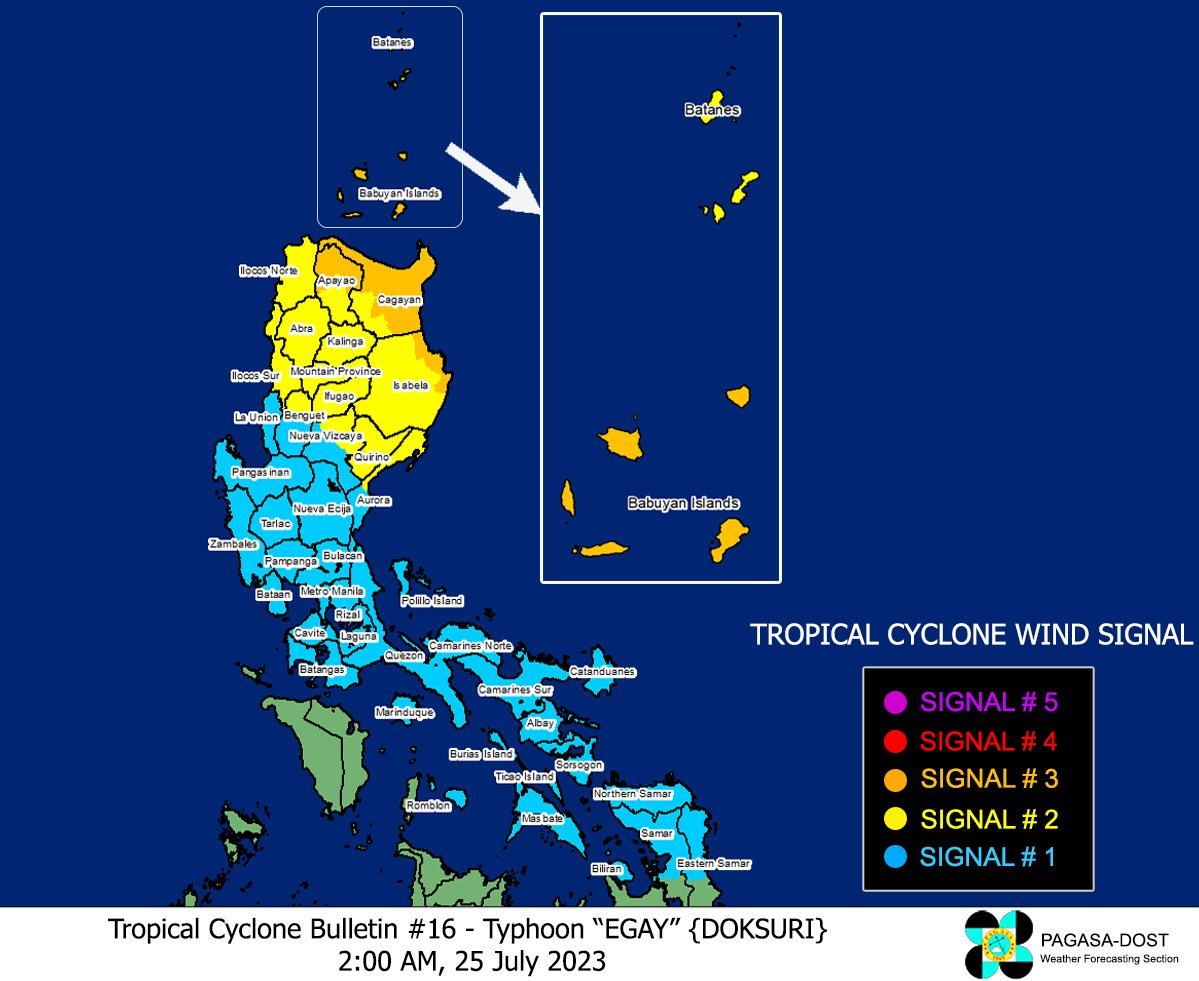 Batanes
Babuyan Islands
Batanes
Babuyan Islands
Ilocos Norte
Apayao
Cagayan
Abra
Kalinga
Ilocos Sur
Mountain Province
Isabela
Ifugao
La Union
Benguet
Nueva Vizcaya
Quirino
Pangasinan
Aurora
Nueva Ecija
Tarlac
Zambales
Bulacan
Pampanga
Bataan
Metro Manila
Polillo Island
Rizal
Cavite
Laguna
Quezon
Camarines Norte
Batangas
Catanduanes
Camarines Sur
Marinduque
Albay
Burias Island
Sorsogon
Ticao Island
Romblon
Northern Samar
Masbate
Samar
Biliran
Eastern Samar
TROPICAL CYCLONE WIND SIGNAL
SIGNAL # 5
SIGNAL # 4
SIGNAL # 3
SIGNAL # 2
SIGNAL # 1
Tropical Cyclone Bulletin #16 - Typhoon “EGAY” {DOKSURI}
2:00 AM, 25 July 2023
PAGASA-DOST
Weather Forecasting Section